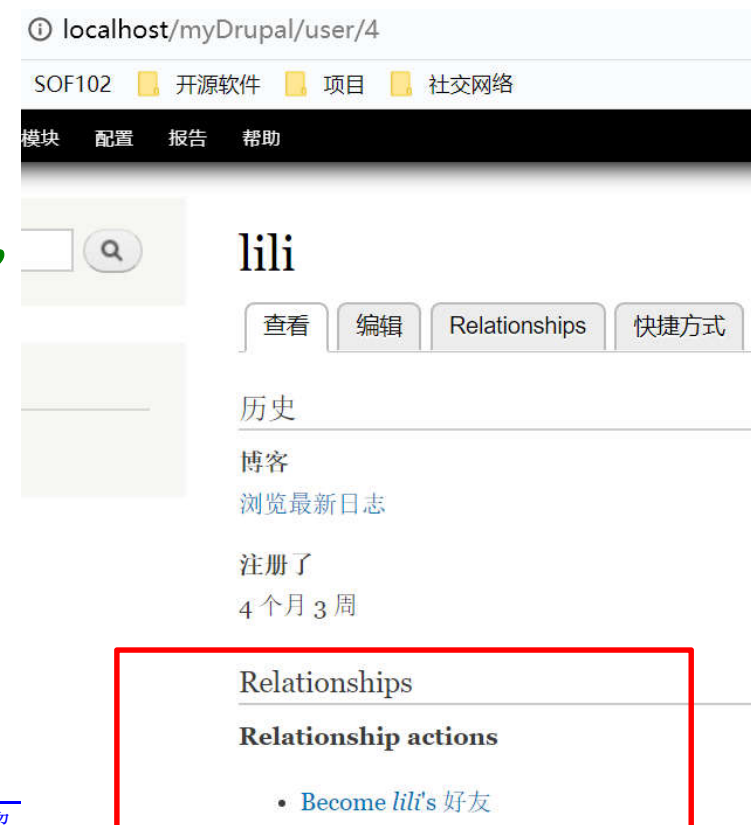 localhost/myDrupal/user/4
SOF102 开源软件 项目 社交网络
模块 配置 报告 帮助
lili
查看 编辑 Relationships 快捷方式
历史
博客
浏览最新日志
注册了
4 个月 3 周
Relationships
Relationship actions
• Become lili's 好友